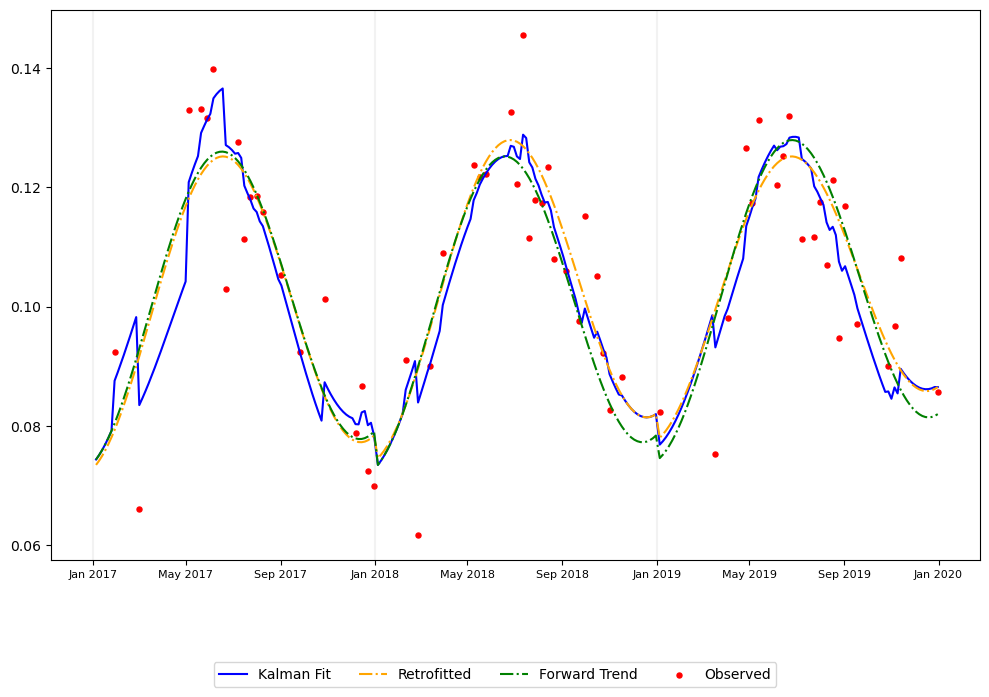 0.14
0.12
0.10
0.08
0.06
Jan 2017 May 2017 Sep 2017 Jan 2018 May 2018 Sep 2018 Jan 2019 May 2019 Sep 2019 Jan 2020
Kalman Fit Retrofitted Forward Trend Observed